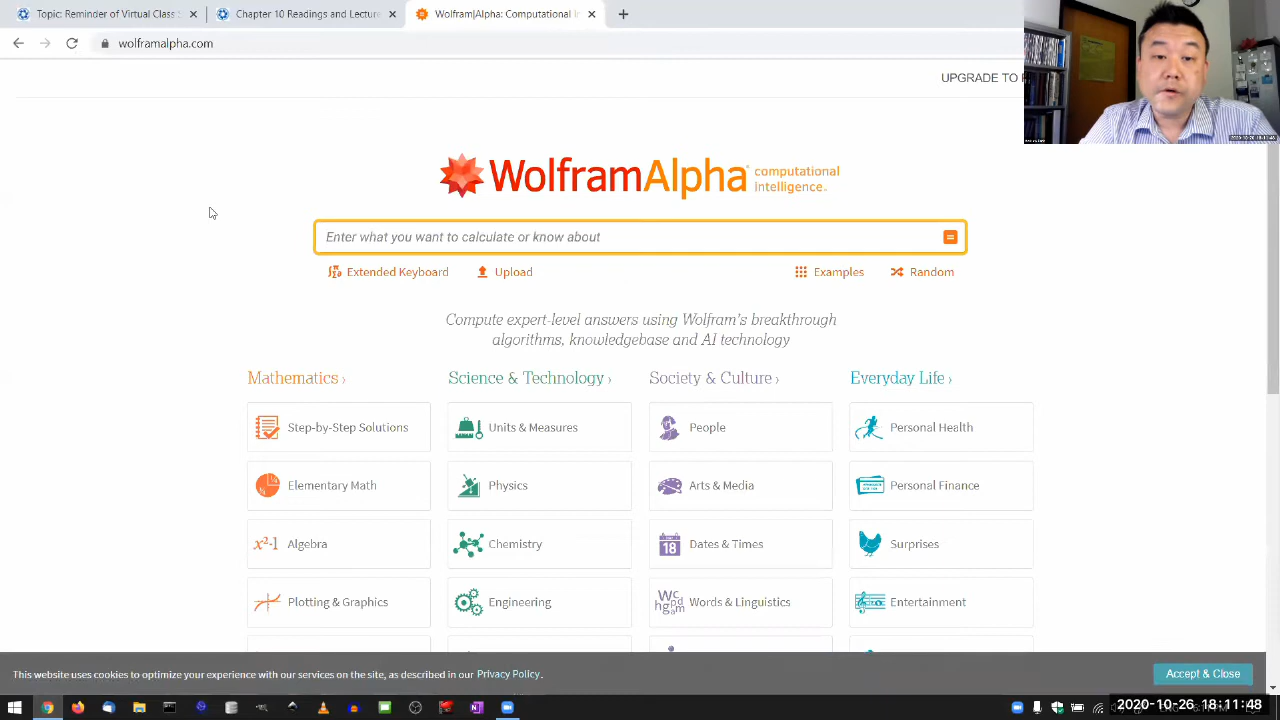 Topic: Reminder of Virtual Class
Chapter 10 Readings and Refere
Wolfram|Alpha: Computational I
wolframalpha.com
UPGRADE TO
WolframAlpha computational intelligence.
Enter what you want to calculate or know about
Extended Keyboard Upload Examples Random
Compute expert-level answers using Wolfram's breakthrough
algorithms, knowledgebase and AI technology
Mathematics › Science & Technology › Society & Culture › Everyday Life ›
Step-by-Step Solutions Units & Measures People Personal Health
Elementary Math Physics Arts & Media Personal Finance
x²-1 Algebra Chemistry 18 Dates & Times Surprises
Plotting & Graphics Engineering Words & Linguistics Entertainment
This website uses cookies to optimize your experience with our services on the site, as described in our Privacy Policy.
Accept & Close
2020-10-26 18:11:48